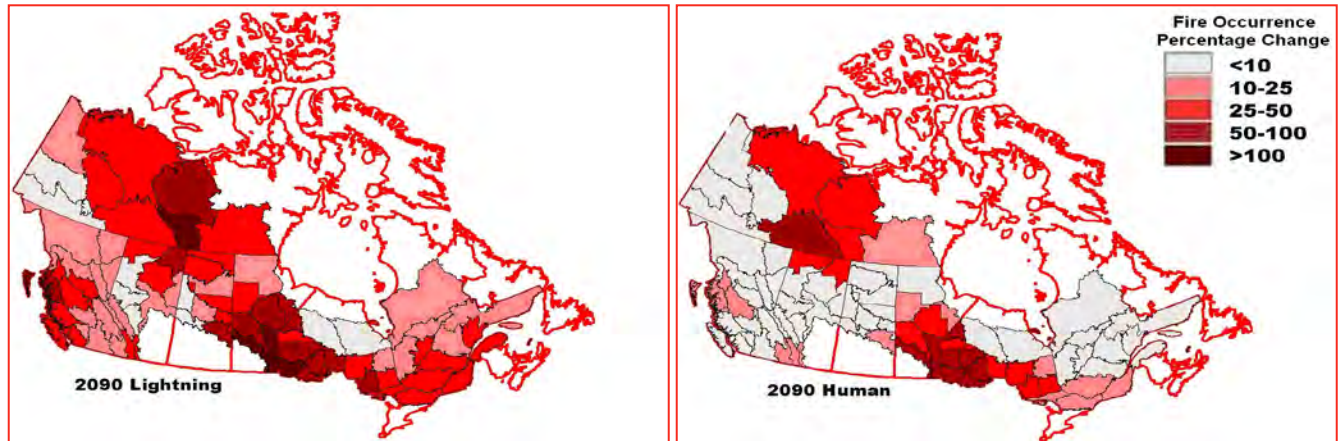 2090 Lightning
2090 Human
Fire Occurrence
Percentage Change
<10
10-25
25-50
50-100
>100